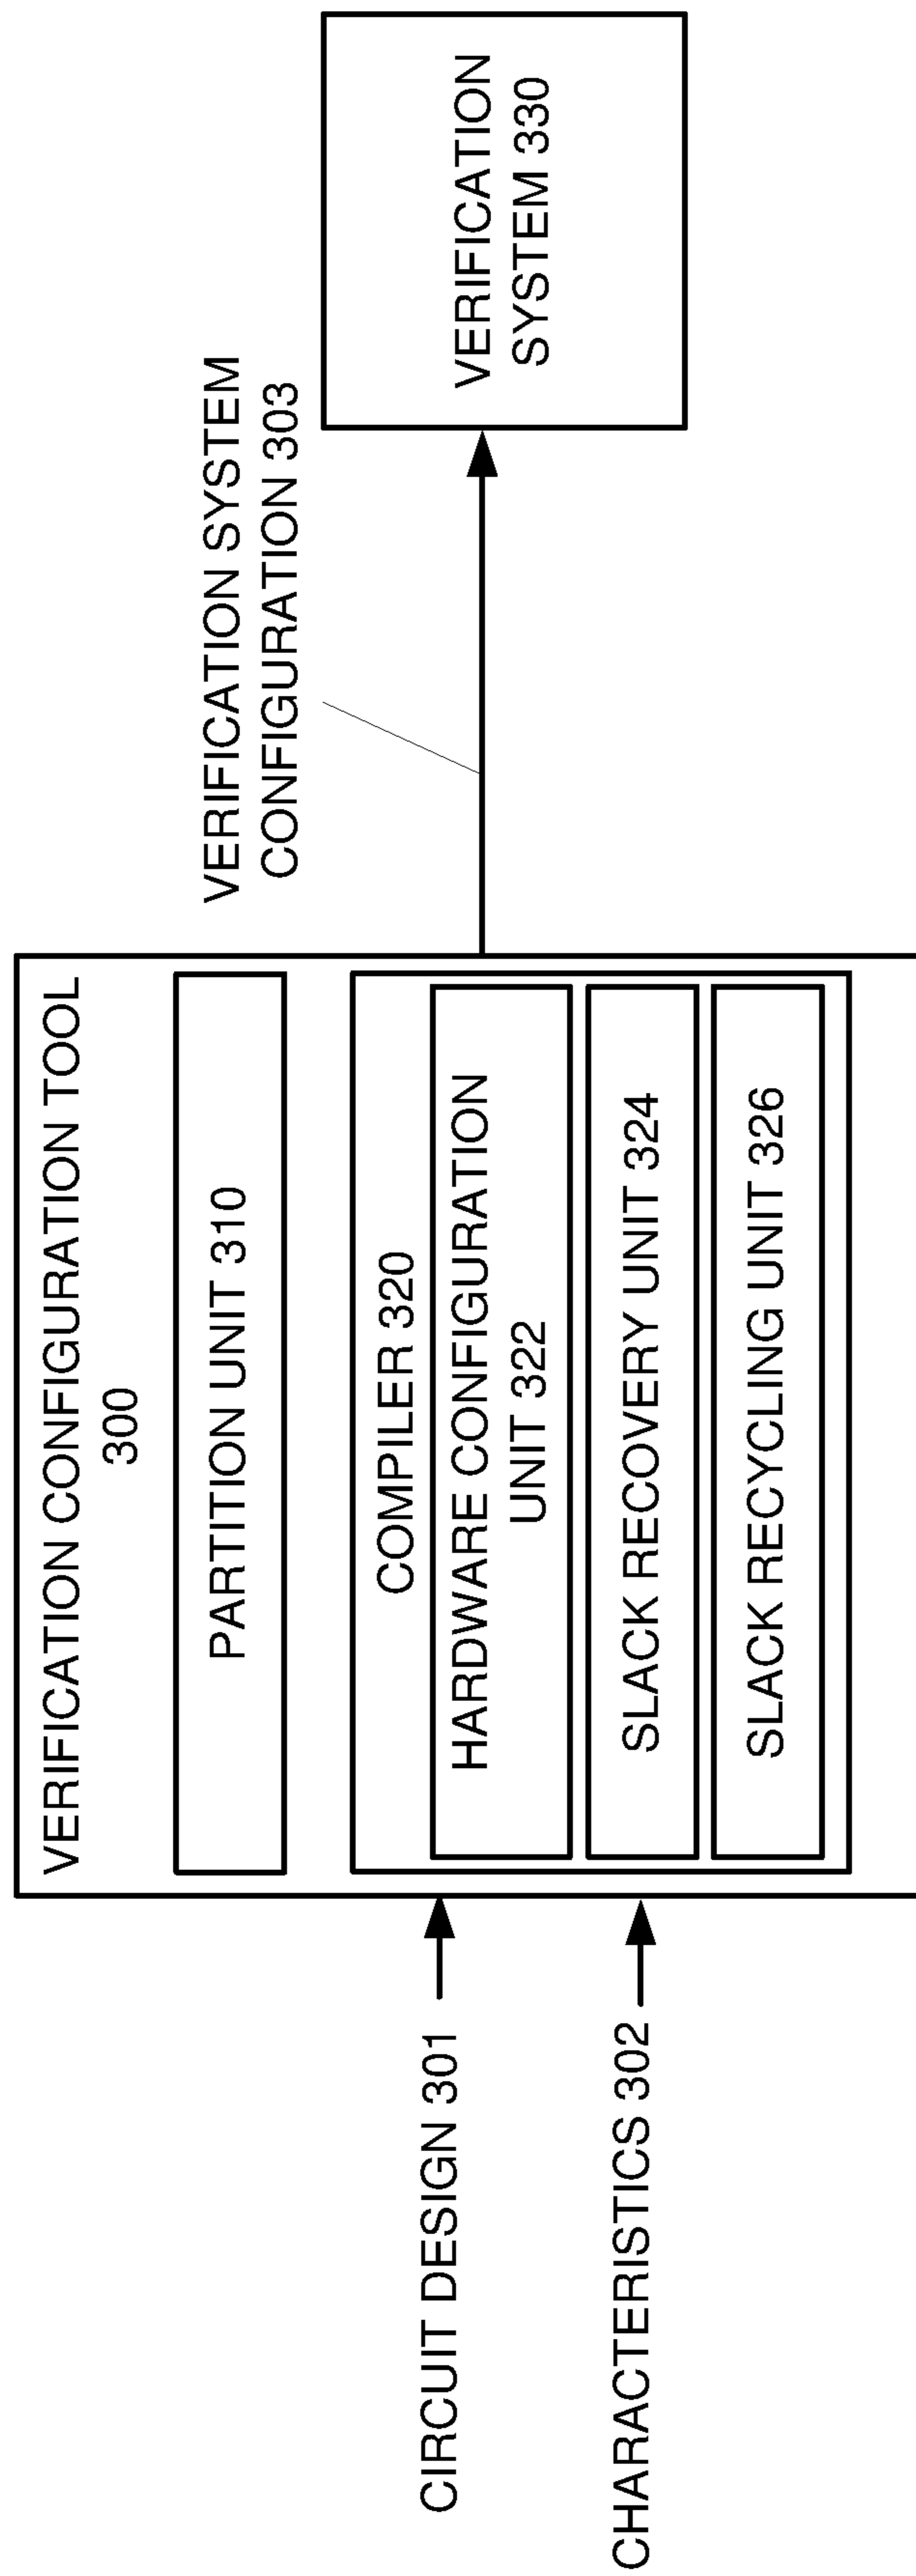 CIRCUIT DESIGN 301
CHARACTERISTICS 302
VERIFICATION CONFIGURATION TOOL
300
PARTITION UNIT 310
COMPILER 320
HARDWARE CONFIGURATION
UNIT 322
SLACK RECOVERY UNIT 324
SLACK RECYCLING UNIT 326
VERIFICATION SYSTEM
CONFIGURATION 303
VERIFICATION
SYSTEM 330